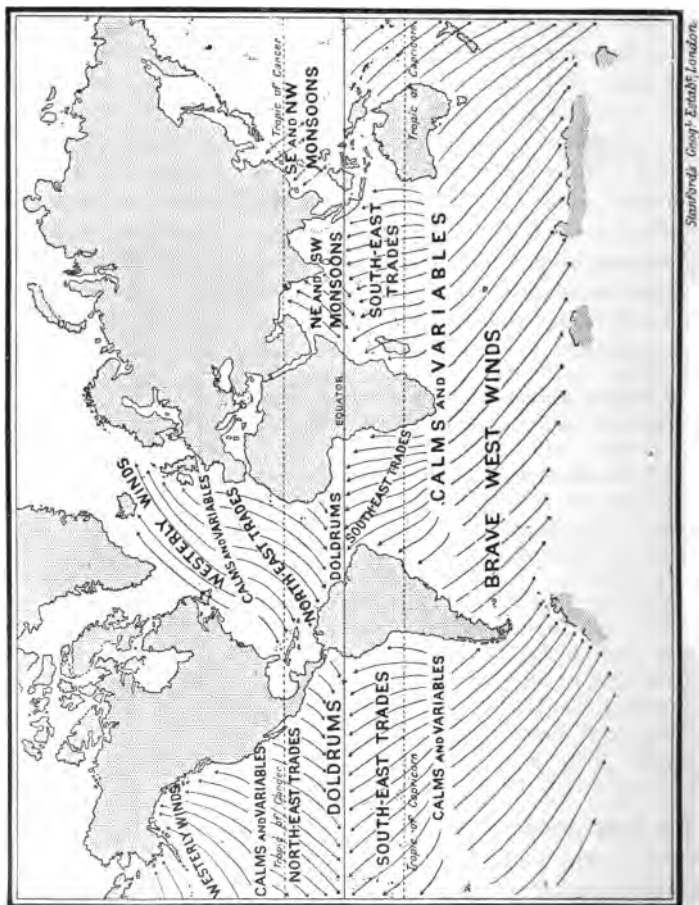 WESTERLY WINDS
CALMS AND VARIABLES
Tropic of Cancer
NORTH-EAST TRADES
DOLDRUMS
SOUTH-EAST TRADES
Tropic of Capricorn
CALMS AND VARIABLES
WESTERLY WINDS
CALMS AND VARIABLES
NORTH-EAST TRADES
DOLDRUMS
SOUTH EAST TRADES
EQUATOR
BRAVE WEST WINDS
CALMS AND VARIABLES
NE AND SW
MONSOONS
SOUTH-EAST
TRADES
Tropic of Cancer
SE AND NW
MONSOONS
Tropic of Capricorn
Stanford's Geogl. Estabt. London